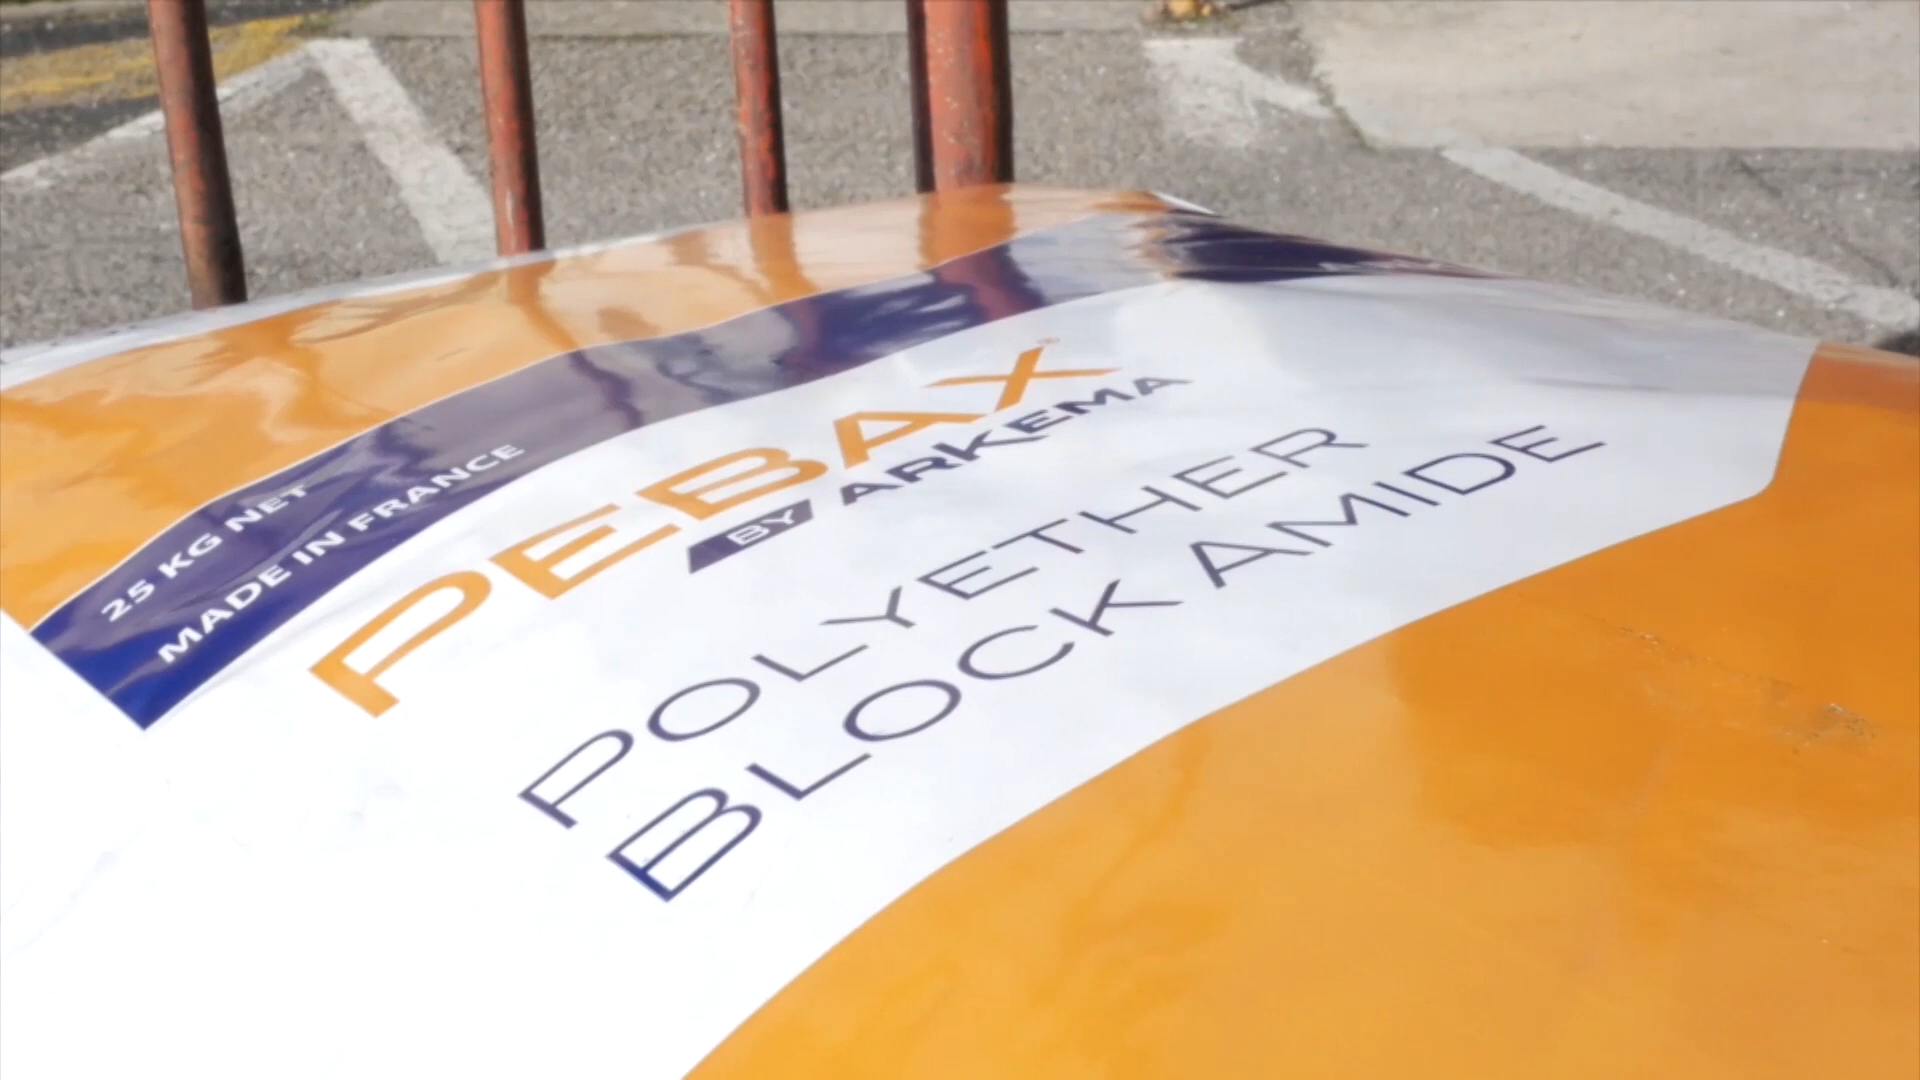 25 KG NET
MADE IN FRANCE
PEBAX®
BY ARKEMA
POLYETHER
BLOCK AMIDE